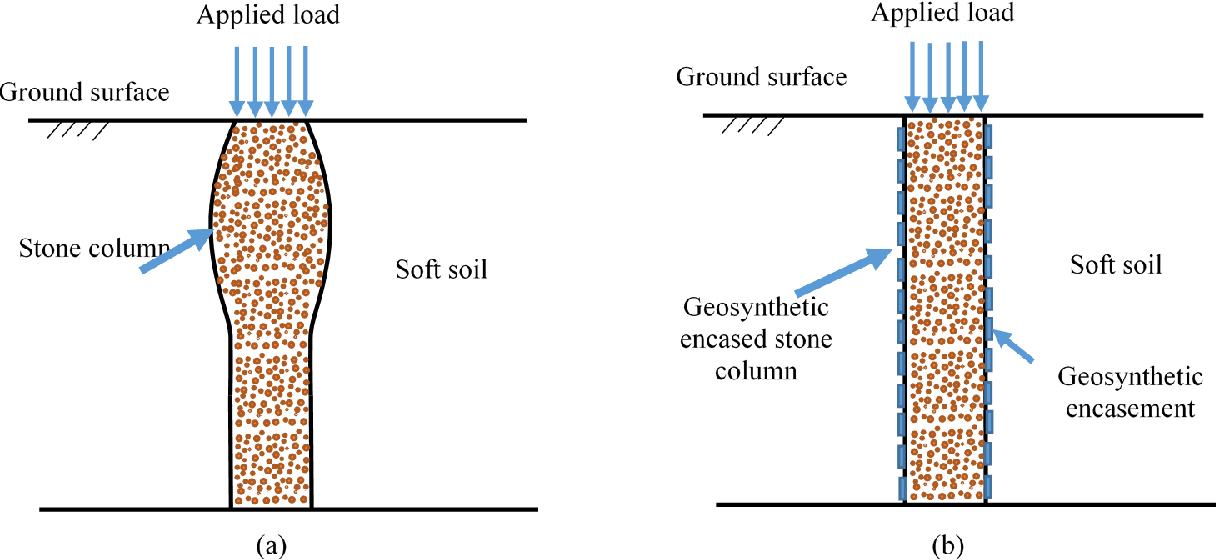 Applied load
Ground surface
Stone column
Soft soil
(a)
Applied load
Ground surface
Soft soil
Geosynthetic
encased stone
column
Geosynthetic
encasement
(b)